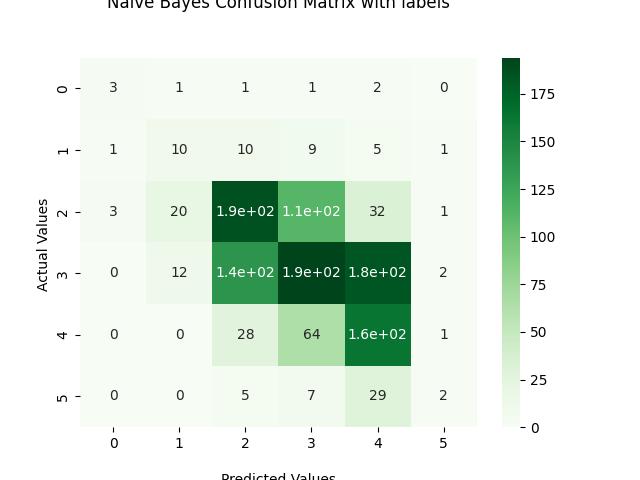 Naive Bayes Confusion Matrix with labels
0 3 1 1 1 2 0
1 1 10 10 9 5 1
2 3 20 1.9e+02 1.1e+02 32 1
3 0 12 1.4e+02 1.9e+02 1.8e+02 2
4 0 0 28 64 1.6e+02 1
5 0 0 5 7 29 2
0 1 2 3 4 5
Actual Values
Predicted Values
175
150
125
100
75
50
25
0